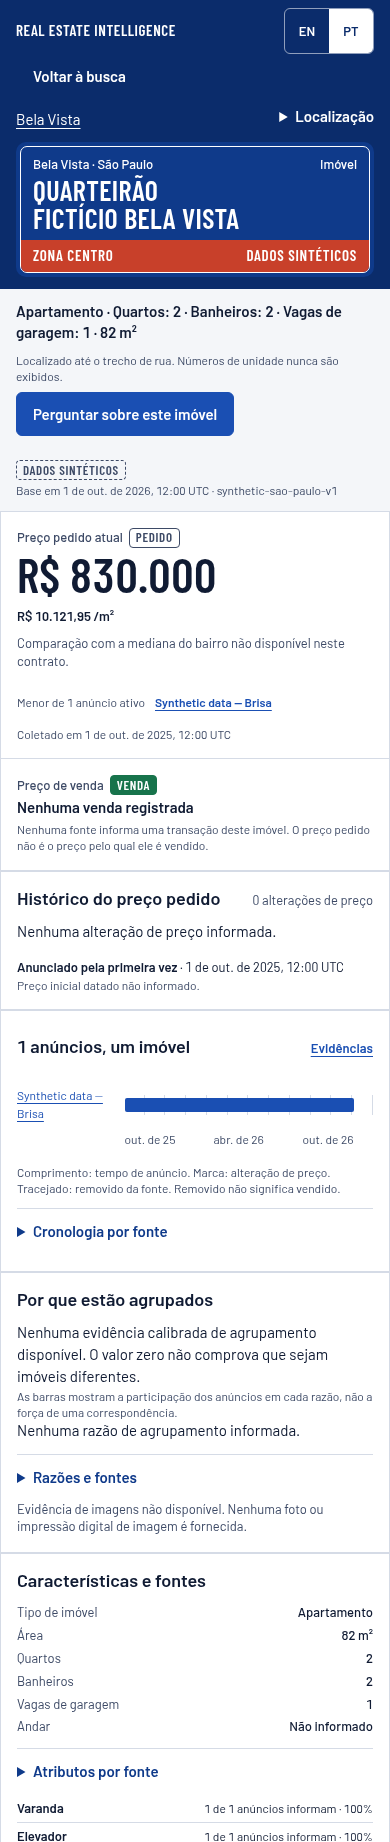 REAL ESTATE INTELLIGENCE
EN
PT
Voltar à busca
Bela Vista
Localização
Bela Vista · São Paulo
Imóvel
QUARTEIRÃO
FICTÍCIO BELA VISTA
ZONA CENTRO
DADOS SINTÉTICOS
Apartamento · Quartos: 2 · Banheiros: 2 · Vagas de
garagem: 1 · 82 m²
Localizado até o trecho de rua. Números de unidade nunca são
exibidos.
Perguntar sobre este imóvel
DADOS SINTÉTICOS
Base em 1 de out. de 2026, 12:00 UTC · synthetic-sao-paulo-v1
Preço pedido atual PEDIDO
R$ 830.000
R$ 10.121,95 /m²
Comparação com a mediana do bairro não disponível neste
contrato.
Menor de 1 anúncio ativo Synthetic data — Brisa
Coletado em 1 de out. de 2025, 12:00 UTC
Preço de venda VENDA
Nenhuma venda registrada
Nenhuma fonte informa uma transação deste imóvel. O preço pedido
não é o preço pelo qual ele é vendido.
Histórico do preço pedido
0 alterações de preço
Nenhuma alteração de preço informada.
Anunciado pela primeira vez · 1 de out. de 2025, 12:00 UTC
Preço inicial datado não informado.
1 anúncios, um imóvel
Evidências
Synthetic data —
Brisa
out. de 25 abr. de 26 out. de 26
Comprimento: tempo de anúncio. Marca: alteração de preço.
Tracejado: removido da fonte. Removido não significa vendido.
Cronologia por fonte
Por que estão agrupados
Nenhuma evidência calibrada de agrupamento
disponível. O valor zero não comprova que sejam
imóveis diferentes.
As barras mostram a participação dos anúncios em cada razão, não a
força de uma correspondência.
Nenhuma razão de agrupamento informada.
Razões e fontes
Evidência de imagens não disponível. Nenhuma foto ou
impressão digital de imagem é fornecida.
Características e fontes
Tipo de imóvel Apartamento
Área 82 m²
Quartos 2
Banheiros 2
Vagas de garagem 1
Andar Não informado
Atributos por fonte
Varanda 1 de 1 anúncios informam · 100%
Elevador 1 de 1 anúncios informam · 100%